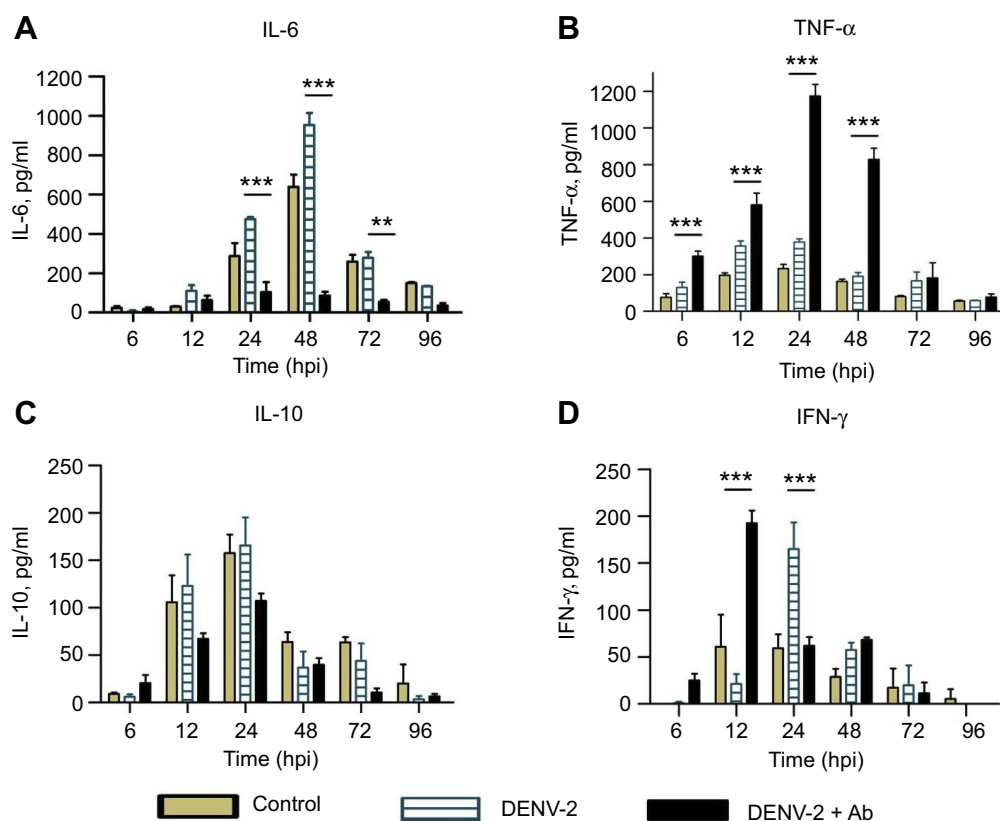 A
IL-6
1200
1000
800
600
400
200
0
IL-6, pg/ml
***
***
**
6 12 24 48 72 96
Time (hpi)
B
TNF-α
1200
1000
800
600
400
200
0
TNF-α, pg/ml
***
***
***
***
6 12 24 48 72 96
Time (hpi)
C
IL-10
250
200
150
100
50
0
IL-10, pg/ml
6 12 24 48 72 96
Time (hpi)
D
IFN-γ
250
200
150
100
50
0
IFN-γ, pg/ml
*** ***
6 12 24 48 72 96
Time (hpi)
Control DENV-2 DENV-2 + Ab